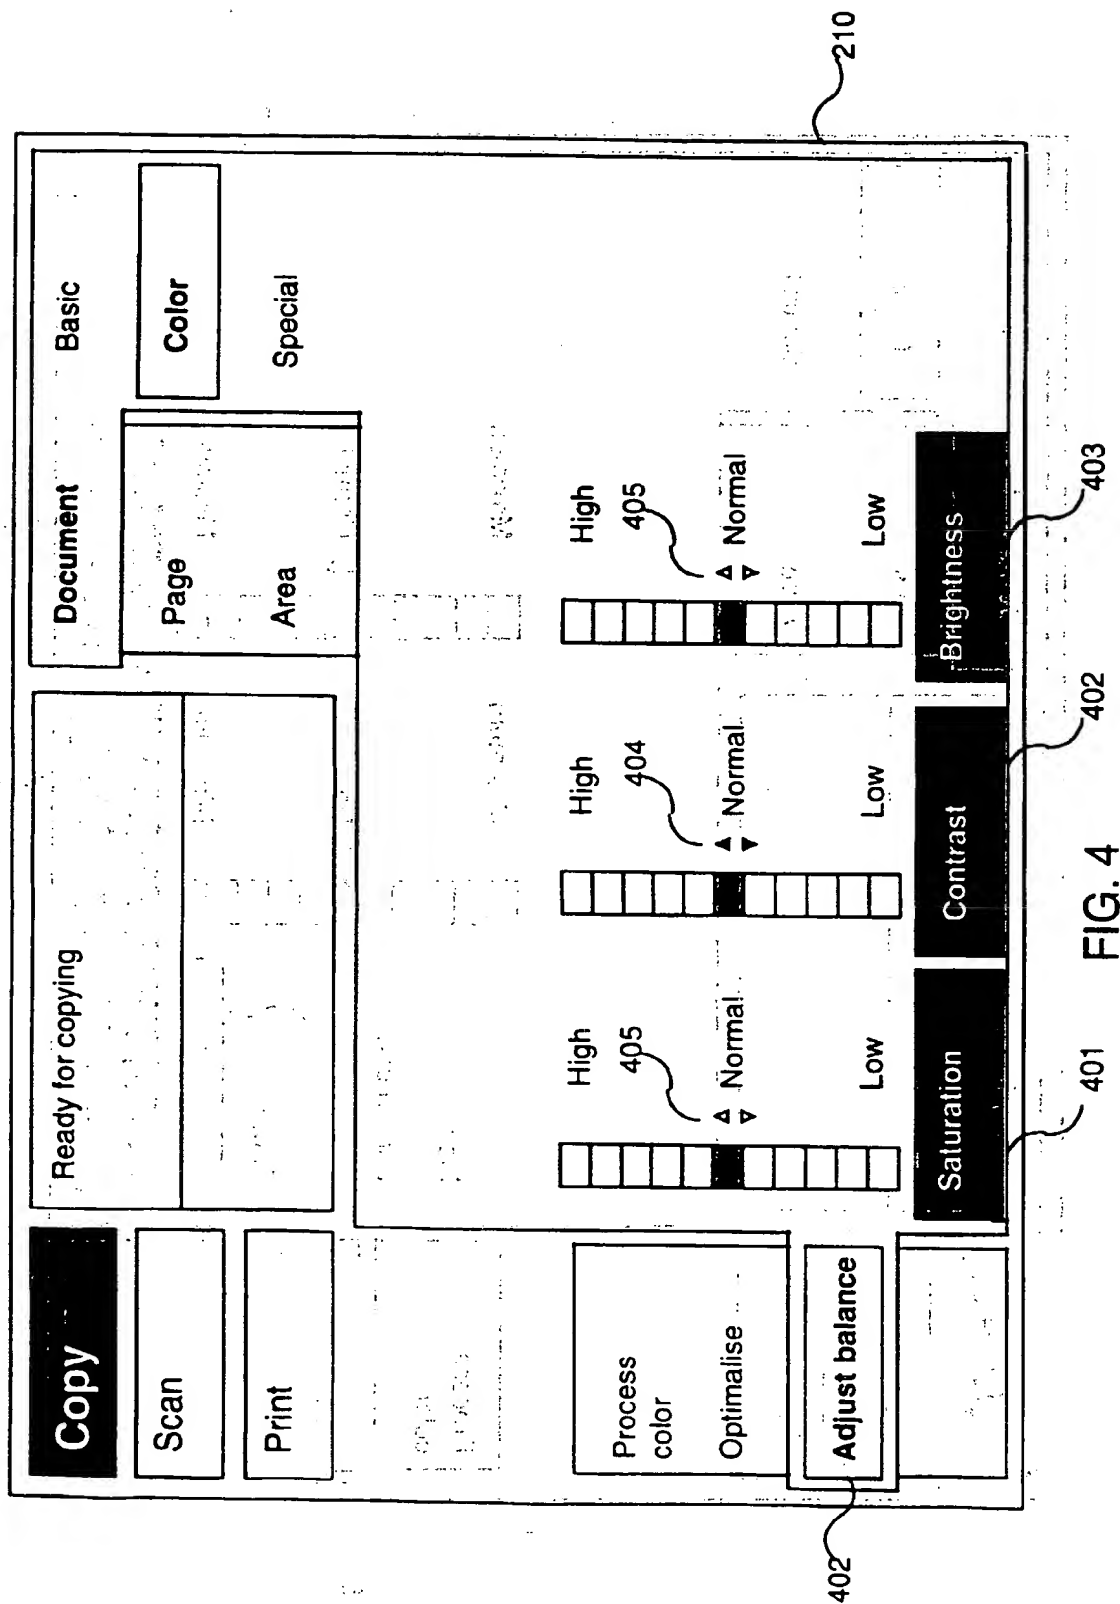 Copy
Ready for copying
Document
Basic
Scan
Page
Color
Print
Area
Special
Process
color
Optimalise
Adjust balance
402
High
405
Normal
Low
High
404
Normal
Low
High
405
Normal
Low
Saturation
Contrast
Brightness
401
402
403
210
FIG. 4